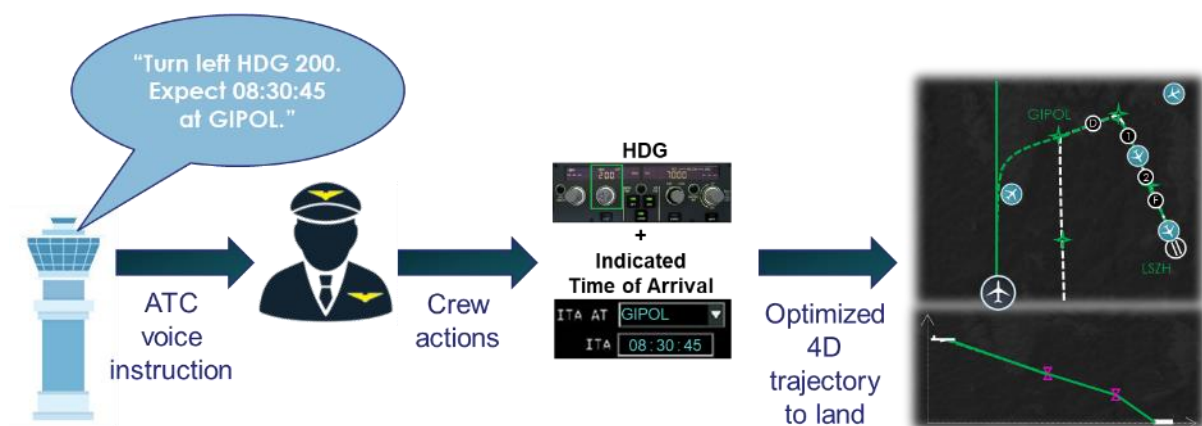 “Turn left HDG 200.
Expect 08:30:45
at GIPOL.”
ATC
voice
instruction
Crew
actions
HDG
200
7000
+
Indicated
Time of Arrival
ITA AT GIPOL
ITA 08:30:45
Optimized
4D
trajectory
to land
GIPOL
D
1
2
F
LSZH